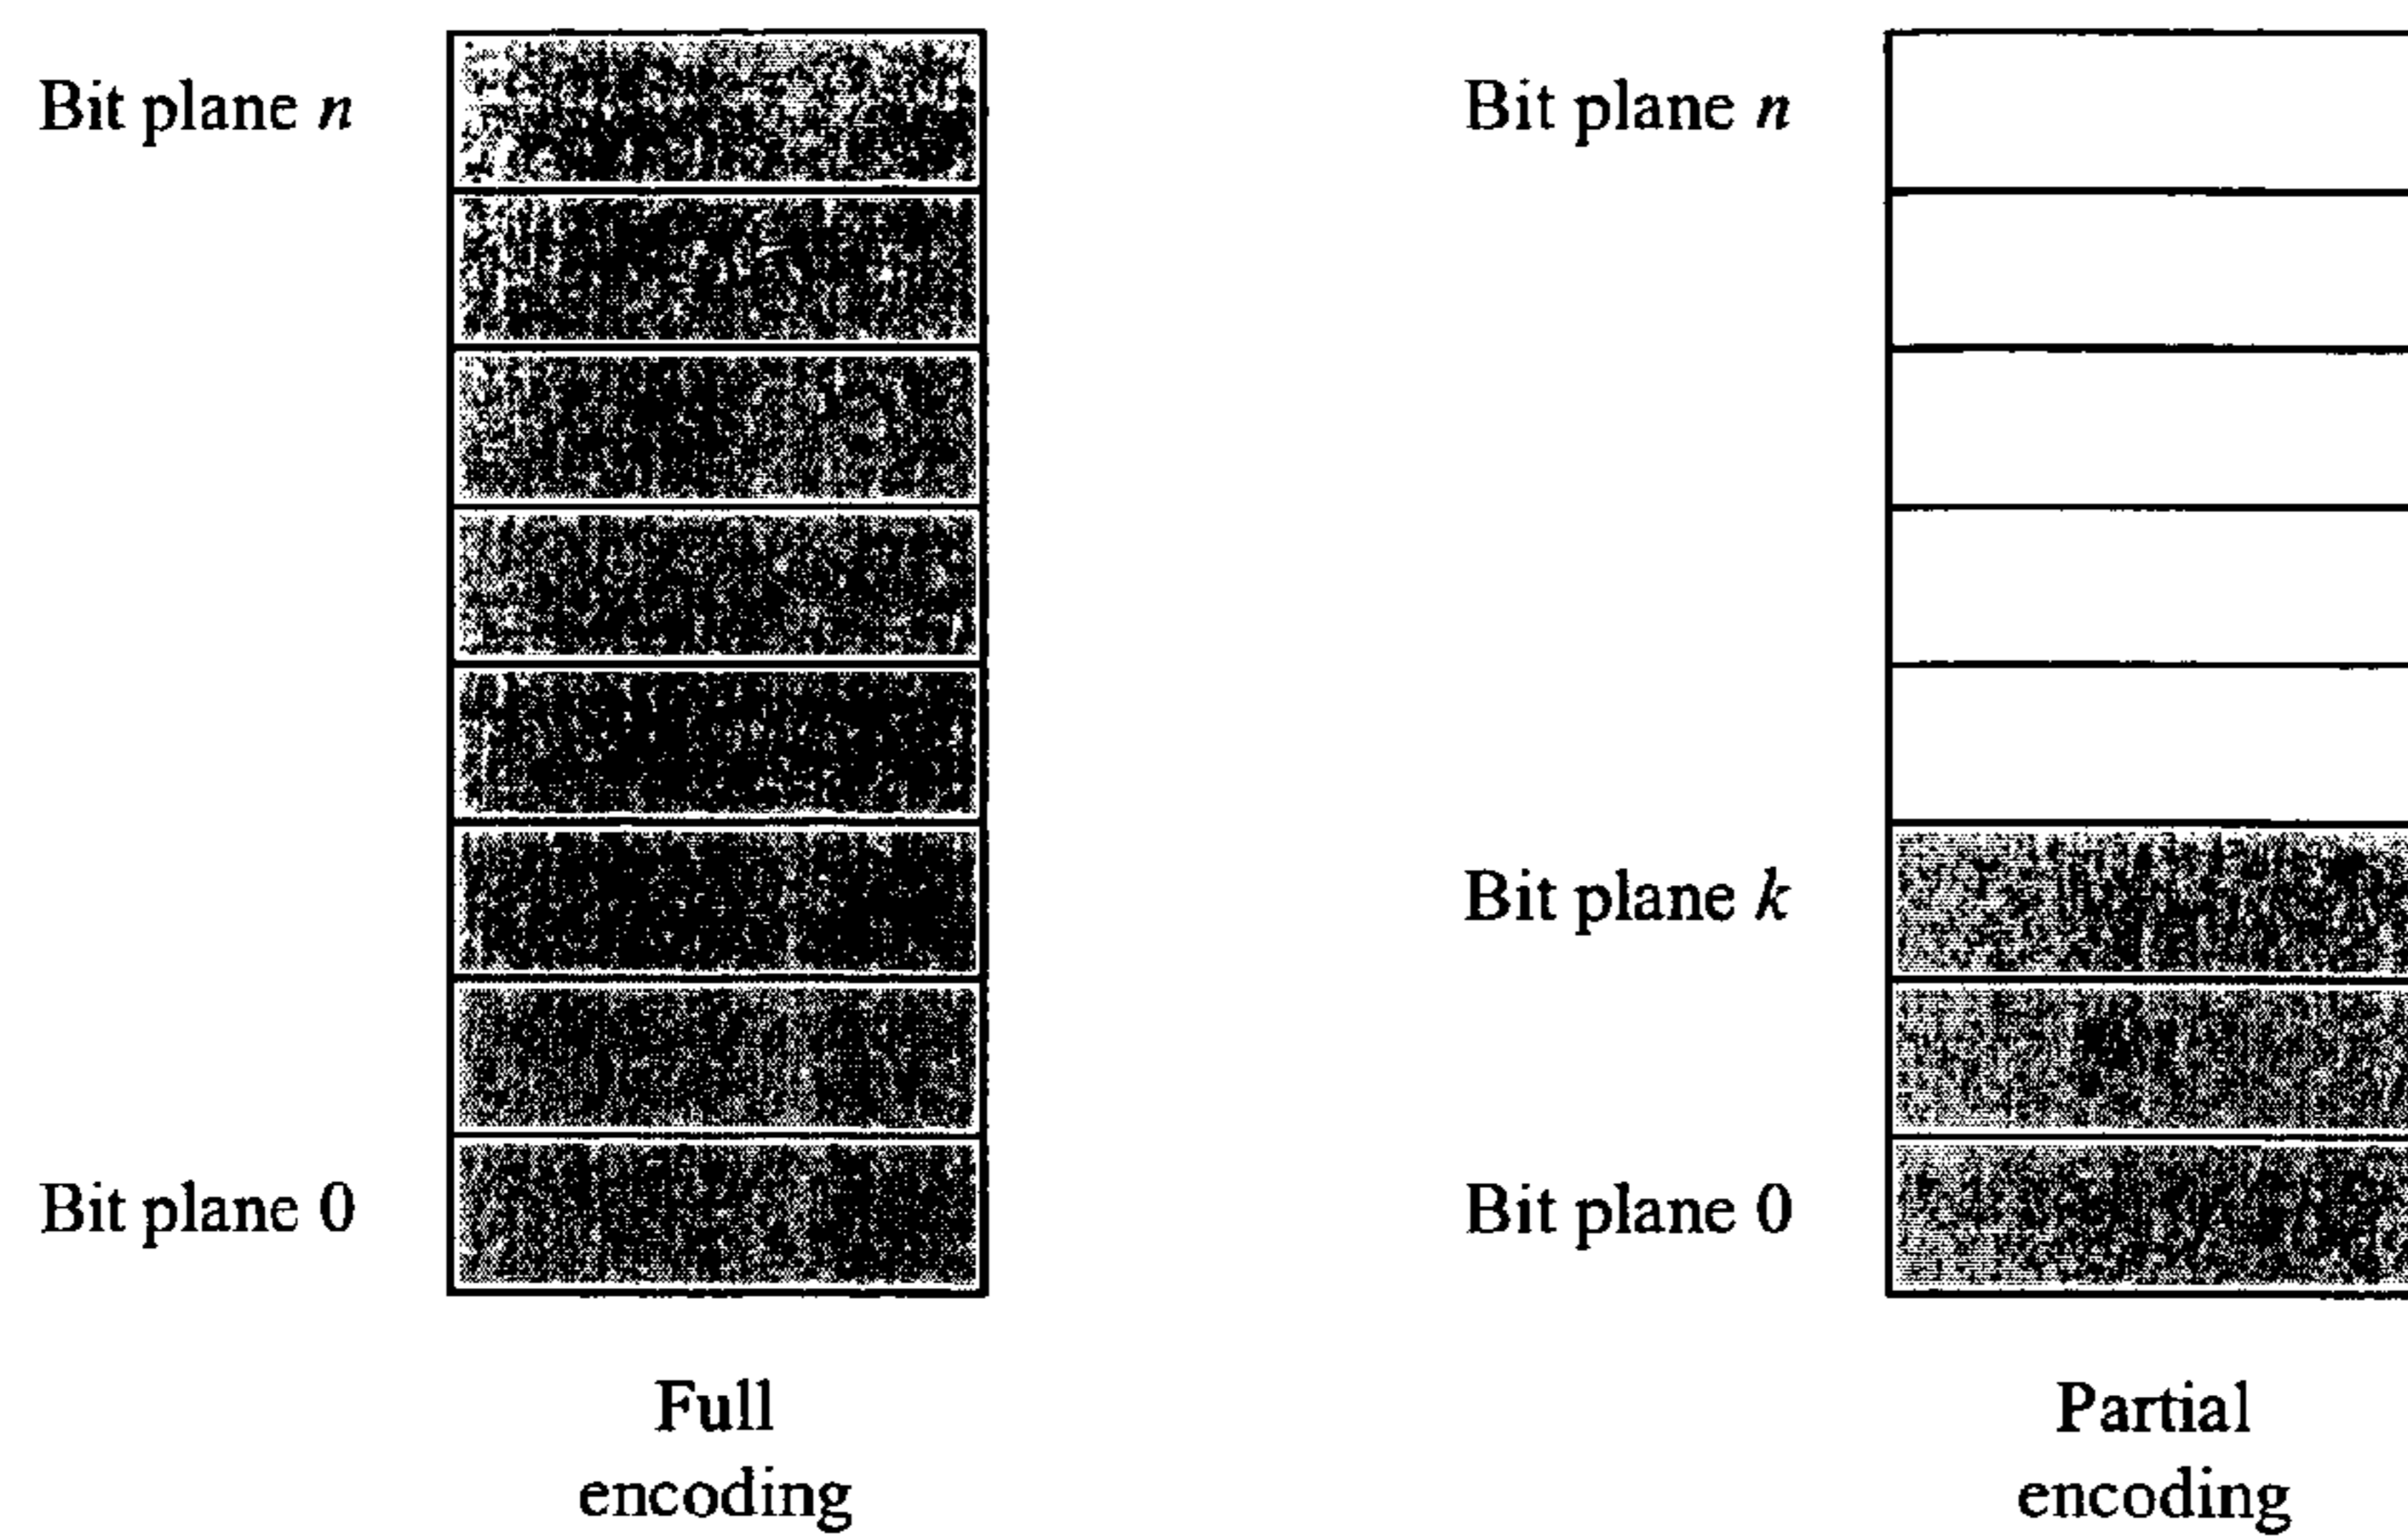 Bit plane n
Bit plane 0
Full
encoding
Bit plane n
Bit plane k
Bit plane 0
Partial
encoding